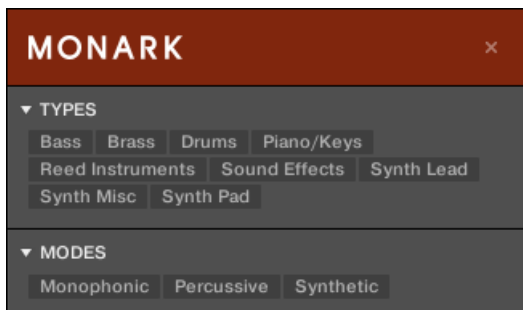 MONARK ×
▼ TYPES
Bass Brass Drums Piano/Keys
Reed Instruments Sound Effects Synth Lead
Synth Misc Synth Pad
▼ MODES
Monophonic Percussive Synthetic